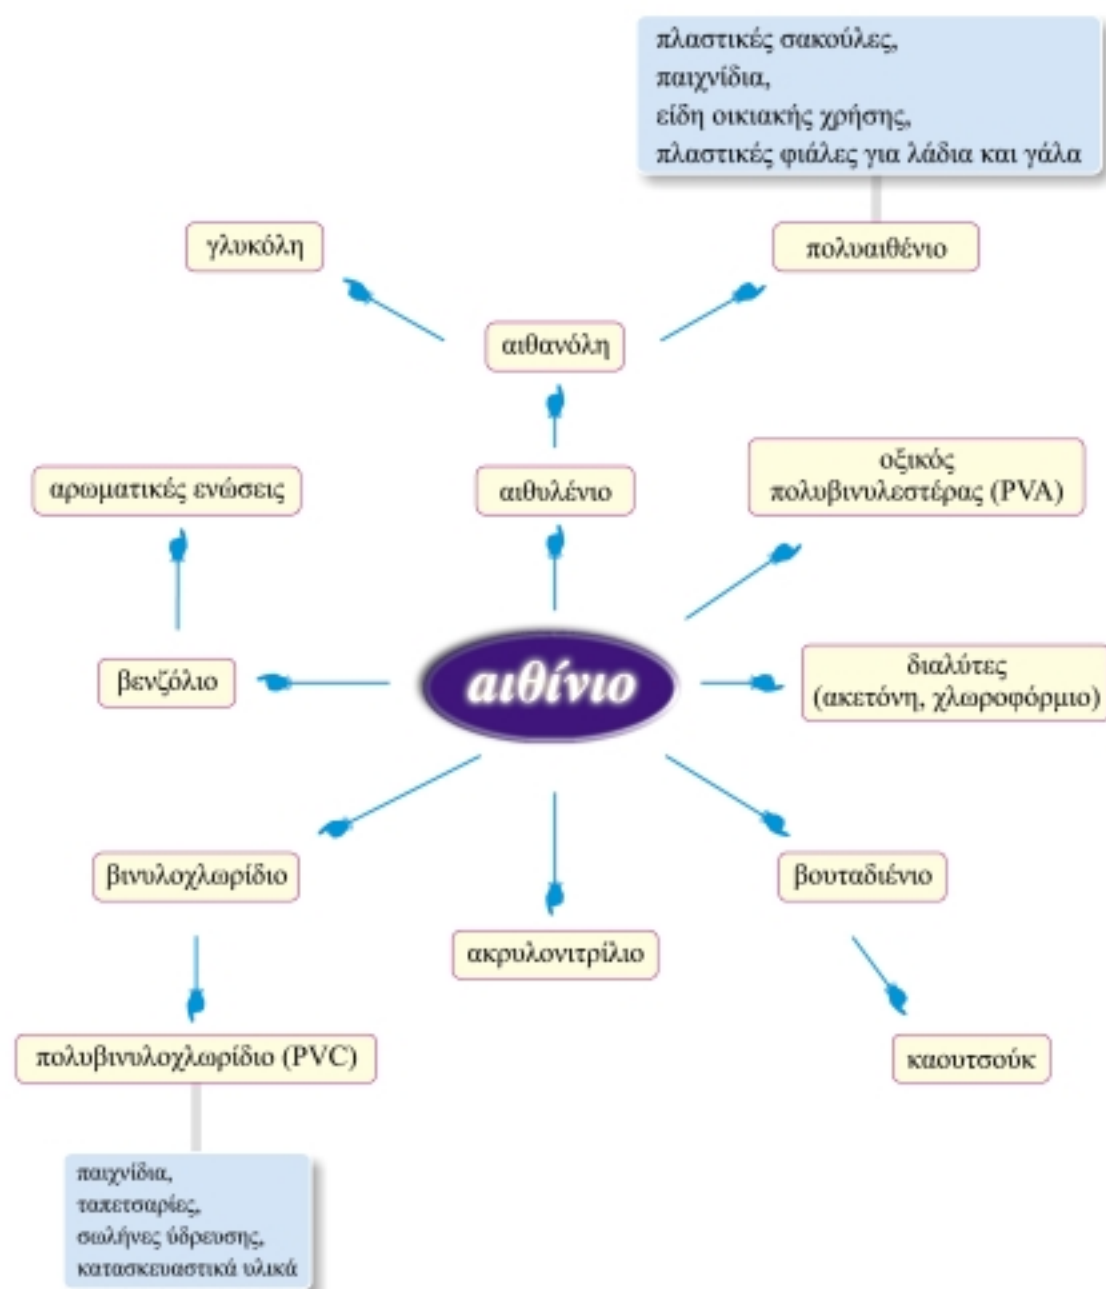 πλαστικές σακούλες,
παιχνίδια,
είδη οικιακής χρήσης,
πλαστικές φιάλες για λάδια και γάλα
γλυκόλη
πολυαιθένιο
αιθανόλη
αρωματικές ενώσεις
αιθυλένιο
οξικός
πολυβινυλεστέρας (PVA)
βενζόλιο
αιθίνιο
διαλύτες
(ακετόνη, χλωροφόρμιο)
βινυλοχλωρίδιο
βουταδιένιο
ακρυλονιτρίλιο
πολυβινυλοχλωρίδιο (PVC)
καουτσούκ
παιχνίδια,
ταπετσαρίες,
σωλήνες ύδρευσης,
κατασκευαστικά υλικά